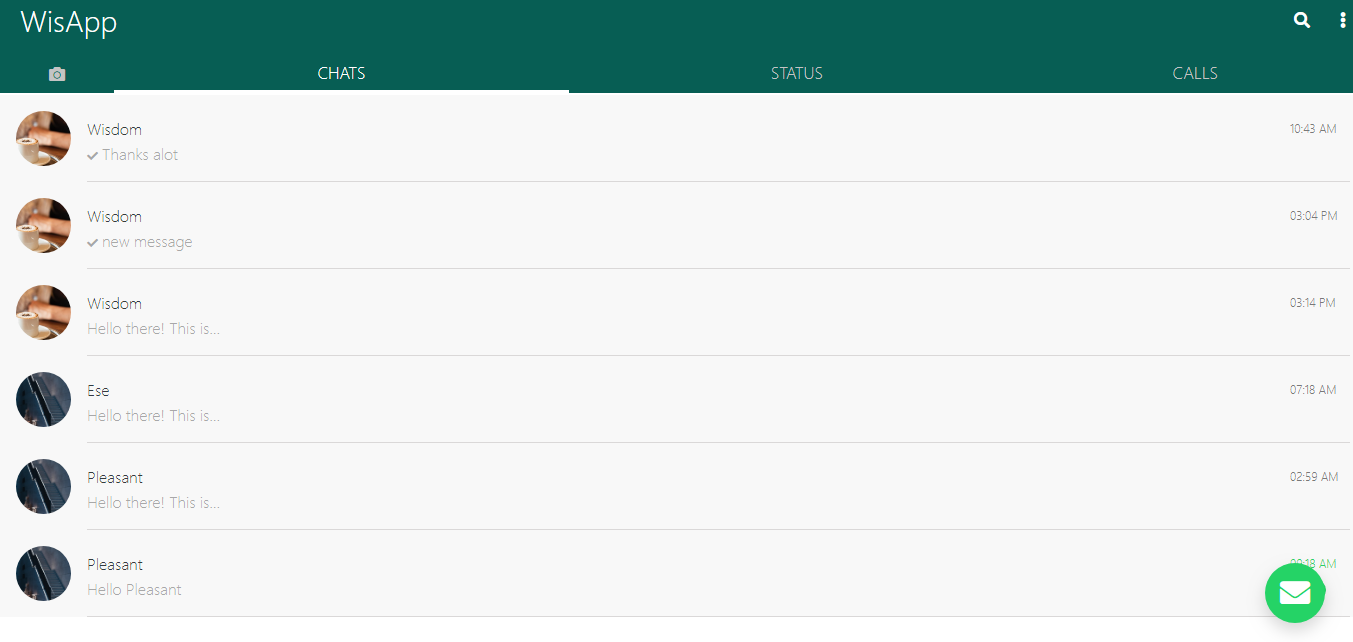 WisApp
CHATS
STATUS
CALLS
Wisdom
10:43 AM
Thanks alot
Wisdom
03:04 PM
new message
Wisdom
03:14 PM
Hello there! This is...
Ese
07:18 AM
Hello there! This is...
Pleasant
02:59 AM
Hello there! This is...
Pleasant
AM
Hello Pleasant